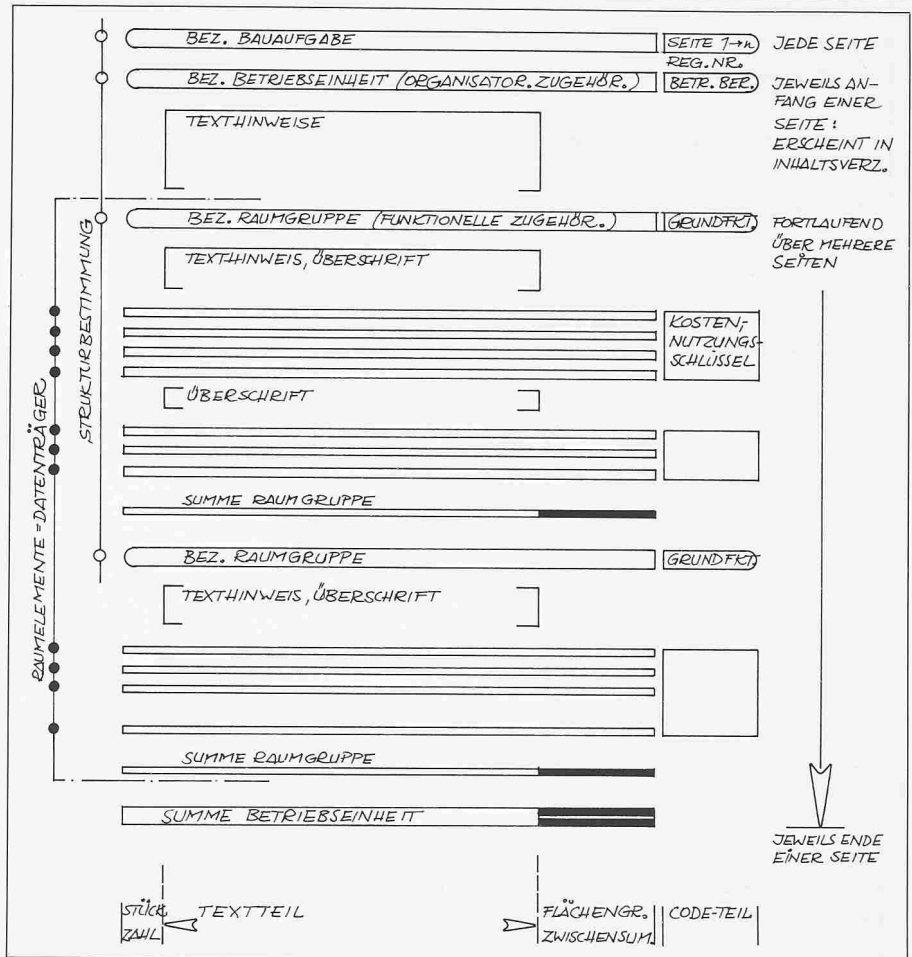 BEZ. BAUAUFGABE
SEITE 1→n
JEDE SEITE
REG.NR.
BEZ. BETRIEBSEINHEIT (ORGANISATOR. ZUGEHÖR.)
BETR. BER.
JEWEILS AN-
FANG EINER
SEITE:
ERSCHEINT IN
INHALTSVERZ.
TEXTHINWEISE
BEZ. RAUMGRUPPE (FUNKTIONELLE ZUGEHÖR.)
GRUNDFKT.
FORTLAUFEND
ÜBER MEHRERE
SEITEN
TEXTHINWEIS, ÜBERSCHRIFT
STRUKTURBESTIMMUNG
RAUMELEMENTE = DATENTRÄGER
KOSTEN,-
NUTZUNGS-
SCHLÜSSEL
ÜBERSCHRIFT
SUMME RAUMGRUPPE
BEZ. RAUMGRUPPE
GRUNDFKT.
TEXTHINWEIS, ÜBERSCHRIFT
SUMME RAUMGRUPPE
SUMME BETRIEBSEINHEIT
JEWEILS ENDE
EINER SEITE
STÜCK
ZAHL
TEXTTEIL
FLÄCHENGR.
ZWISCHENSUM.
CODE-TEIL